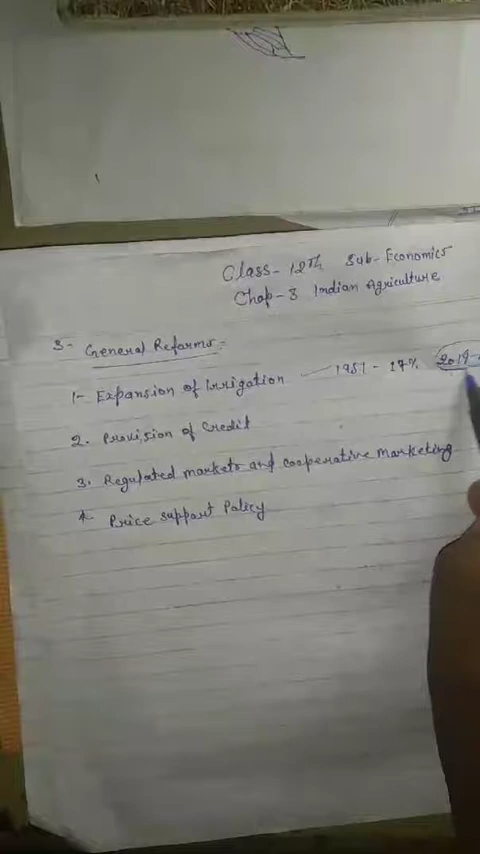 Class-12Th Sub-Economics
Chap-8 Indian Agriculture
3- General Reforms:-
1- Expansion of Irrigation - 1951 - 17% 2019-
2. Provision of Credit
3. Regulated markets and cooperative marketing
4- Price support Policy